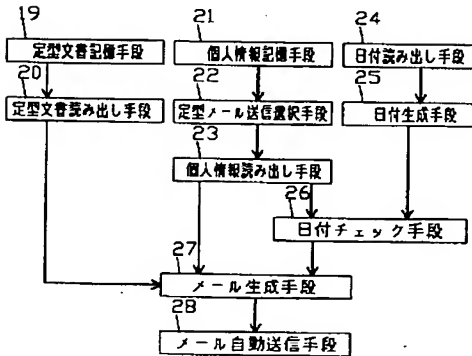 19
定型文書記憶手段
20
定型文書読み出し手段
21
個人情報記憶手段
22
定型メール送信選択手段
23
個人情報読み出し手段
24
日付読み出し手段
25
日付生成手段
26
日付チェック手段
27
メール生成手段
28
メール自動送信手段